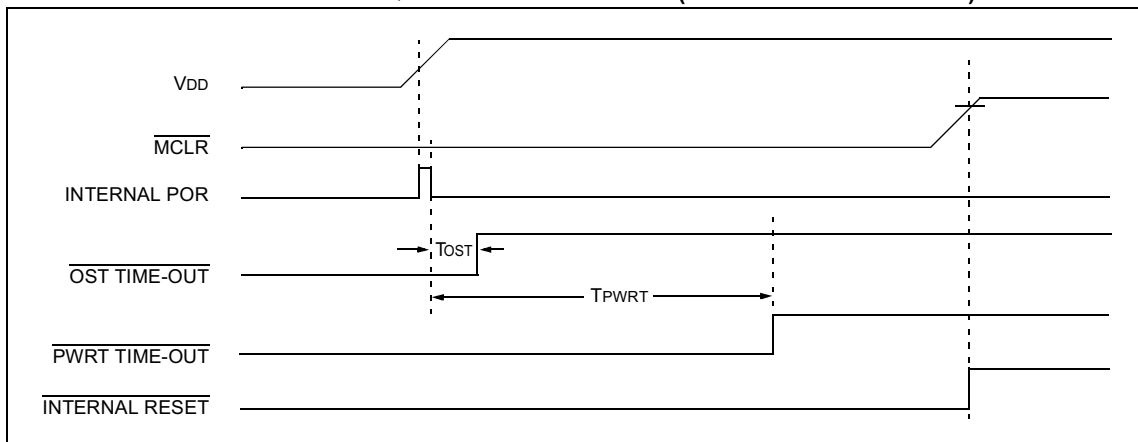 VDD
MCLR
INTERNAL POR
TOST
OST TIME-OUT
TPWRT
PWRT TIME-OUT
INTERNAL RESET